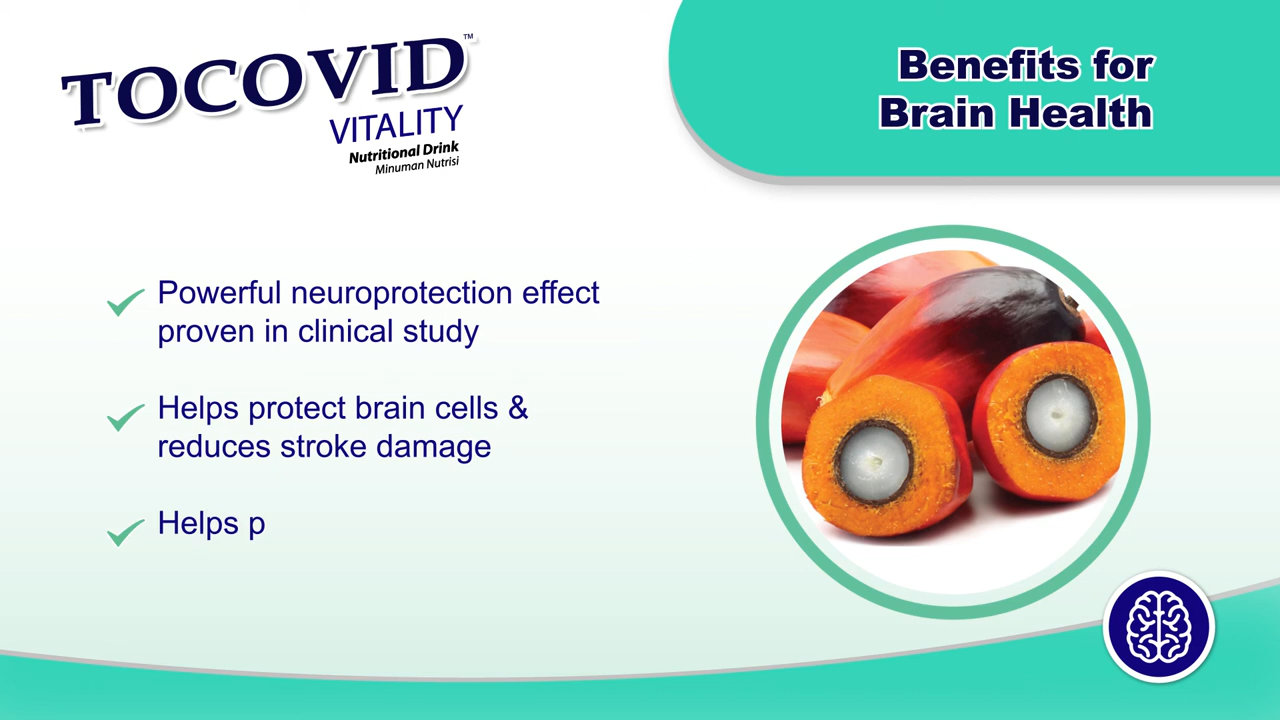 TOCOVID™
VITALITY
Nutritional Drink
Minuman Nutrisi
Benefits for
Brain Health
Powerful neuroprotection effect
proven in clinical study
Helps protect brain cells &
reduces stroke damage
Helps p